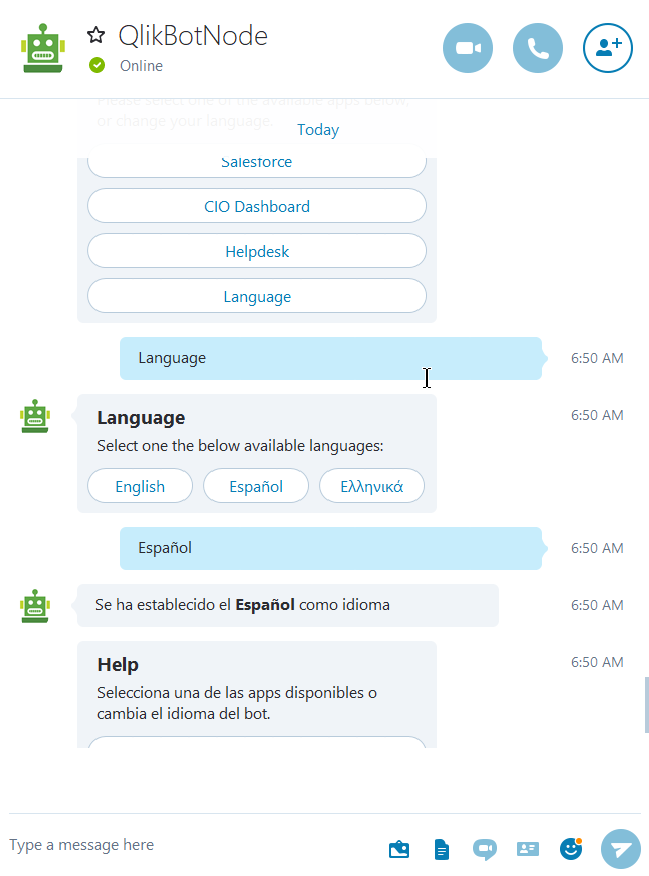 QlikBotNode
Online
Please select one of the available apps below,
or change your language.
Today
Salesforce
CIO Dashboard
Helpdesk
Language
Language
6:50 AM
Language
6:50 AM
Select one the below available languages:
English Español Ελληνικά
Español
6:50 AM
Se ha establecido el Español como idioma
6:50 AM
Help
6:50 AM
Selecciona una de las apps disponibles o
cambia el idioma del bot.
Type a message here